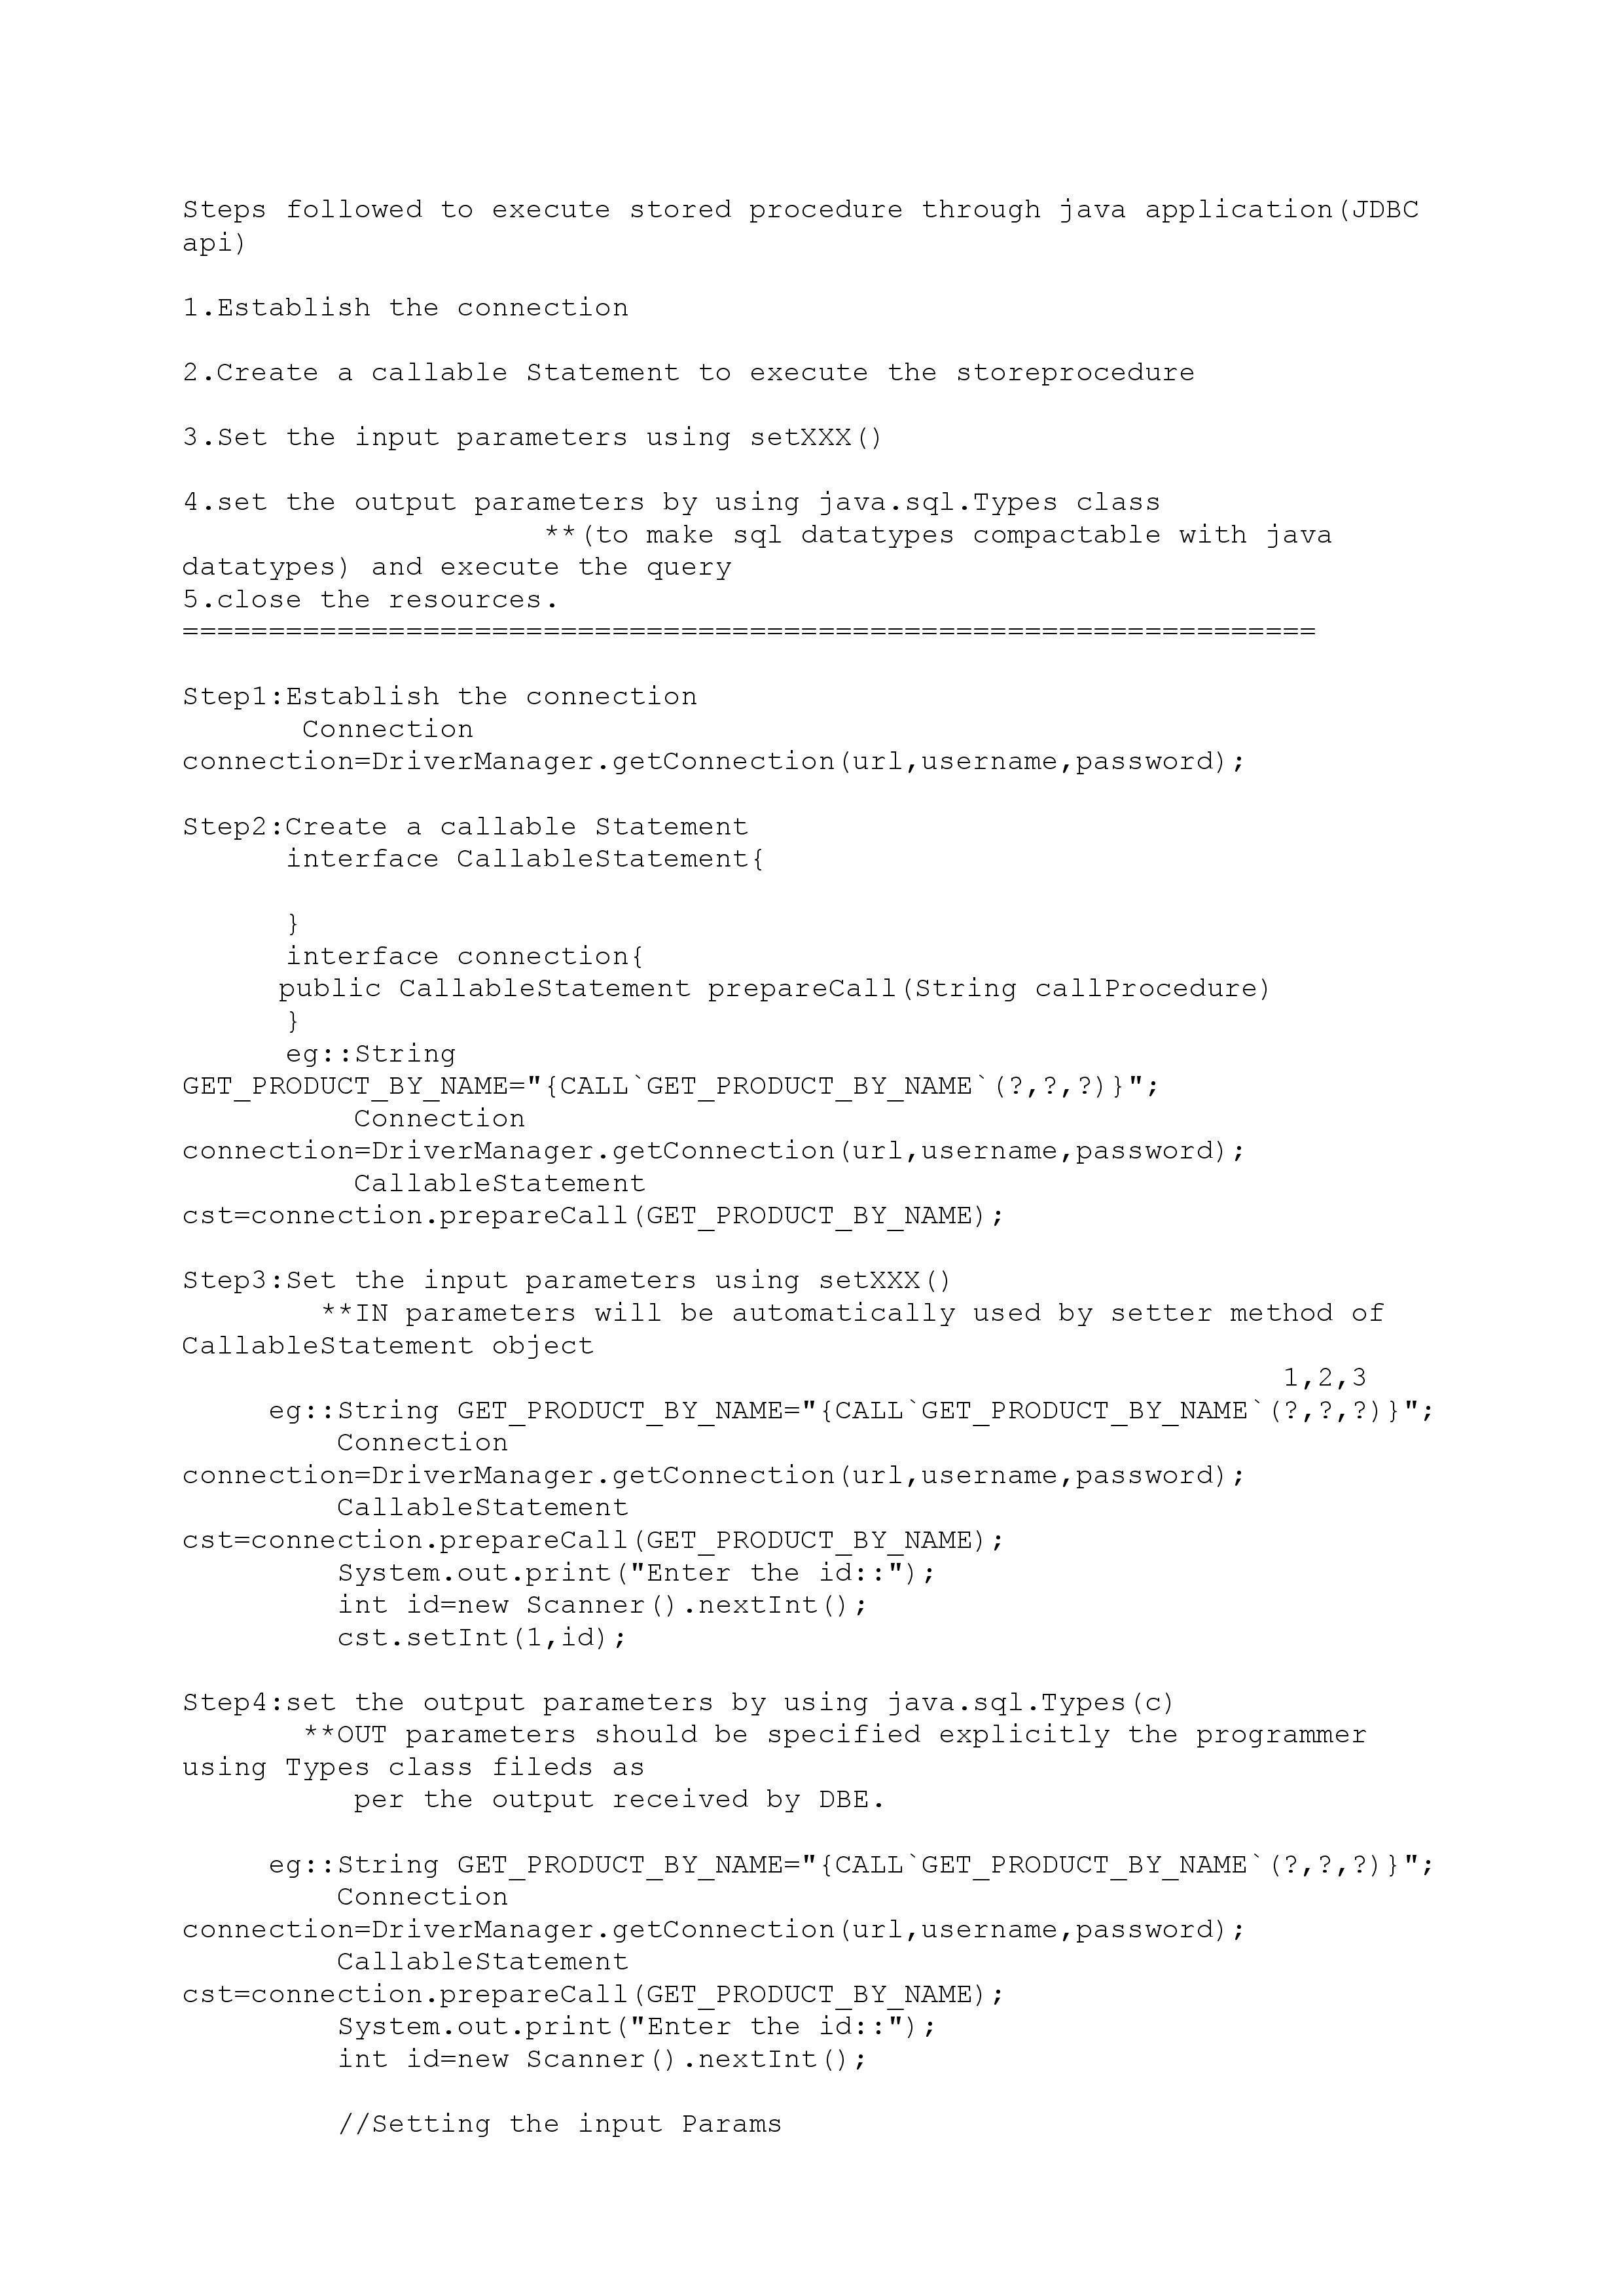 Steps followed to execute stored procedure through java application(JDBC
api)
1.Establish the connection
2.Create a callable Statement to execute the storeprocedure
3.Set the input parameters using setXXX()
4.set the output parameters by using java.sql.Types class
**(to make sql datatypes compactable with java
datatypes) and execute the query
5.close the resources.
==================================================================
Step1:Establish the connection
Connection
connection=DriverManager.getConnection(url,username,password);
Step2:Create a callable Statement
interface CallableStatement{
}
interface connection{
public CallableStatement prepareCall(String callProcedure)
}
eg::String
GET_PRODUCT_BY_NAME="{CALL`GET_PRODUCT_BY_NAME`(?,?,?)}";
Connection
connection=DriverManager.getConnection(url,username,password);
CallableStatement
cst=connection.prepareCall(GET_PRODUCT_BY_NAME);
Step3:Set the input parameters using setXXX()
**IN parameters will be automatically used by setter method of
CallableStatement object
1,2,3
eg::String GET_PRODUCT_BY_NAME="{CALL`GET_PRODUCT_BY_NAME`(?,?,?)}";
Connection
connection=DriverManager.getConnection(url,username,password);
CallableStatement
cst=connection.prepareCall(GET_PRODUCT_BY_NAME);
System.out.print("Enter the id::");
int id=new Scanner().nextInt();
cst.setInt(1,id);
Step4:set the output parameters by using java.sql.Types(c)
**OUT parameters should be specified explicitly the programmer
using Types class fileds as
per the output received by DBE.
eg::String GET_PRODUCT_BY_NAME="{CALL`GET_PRODUCT_BY_NAME`(?,?,?)}";
Connection
connection=DriverManager.getConnection(url,username,password);
CallableStatement
cst=connection.prepareCall(GET_PRODUCT_BY_NAME);
System.out.print("Enter the id::");
int id=new Scanner().nextInt();
//Setting the input Params